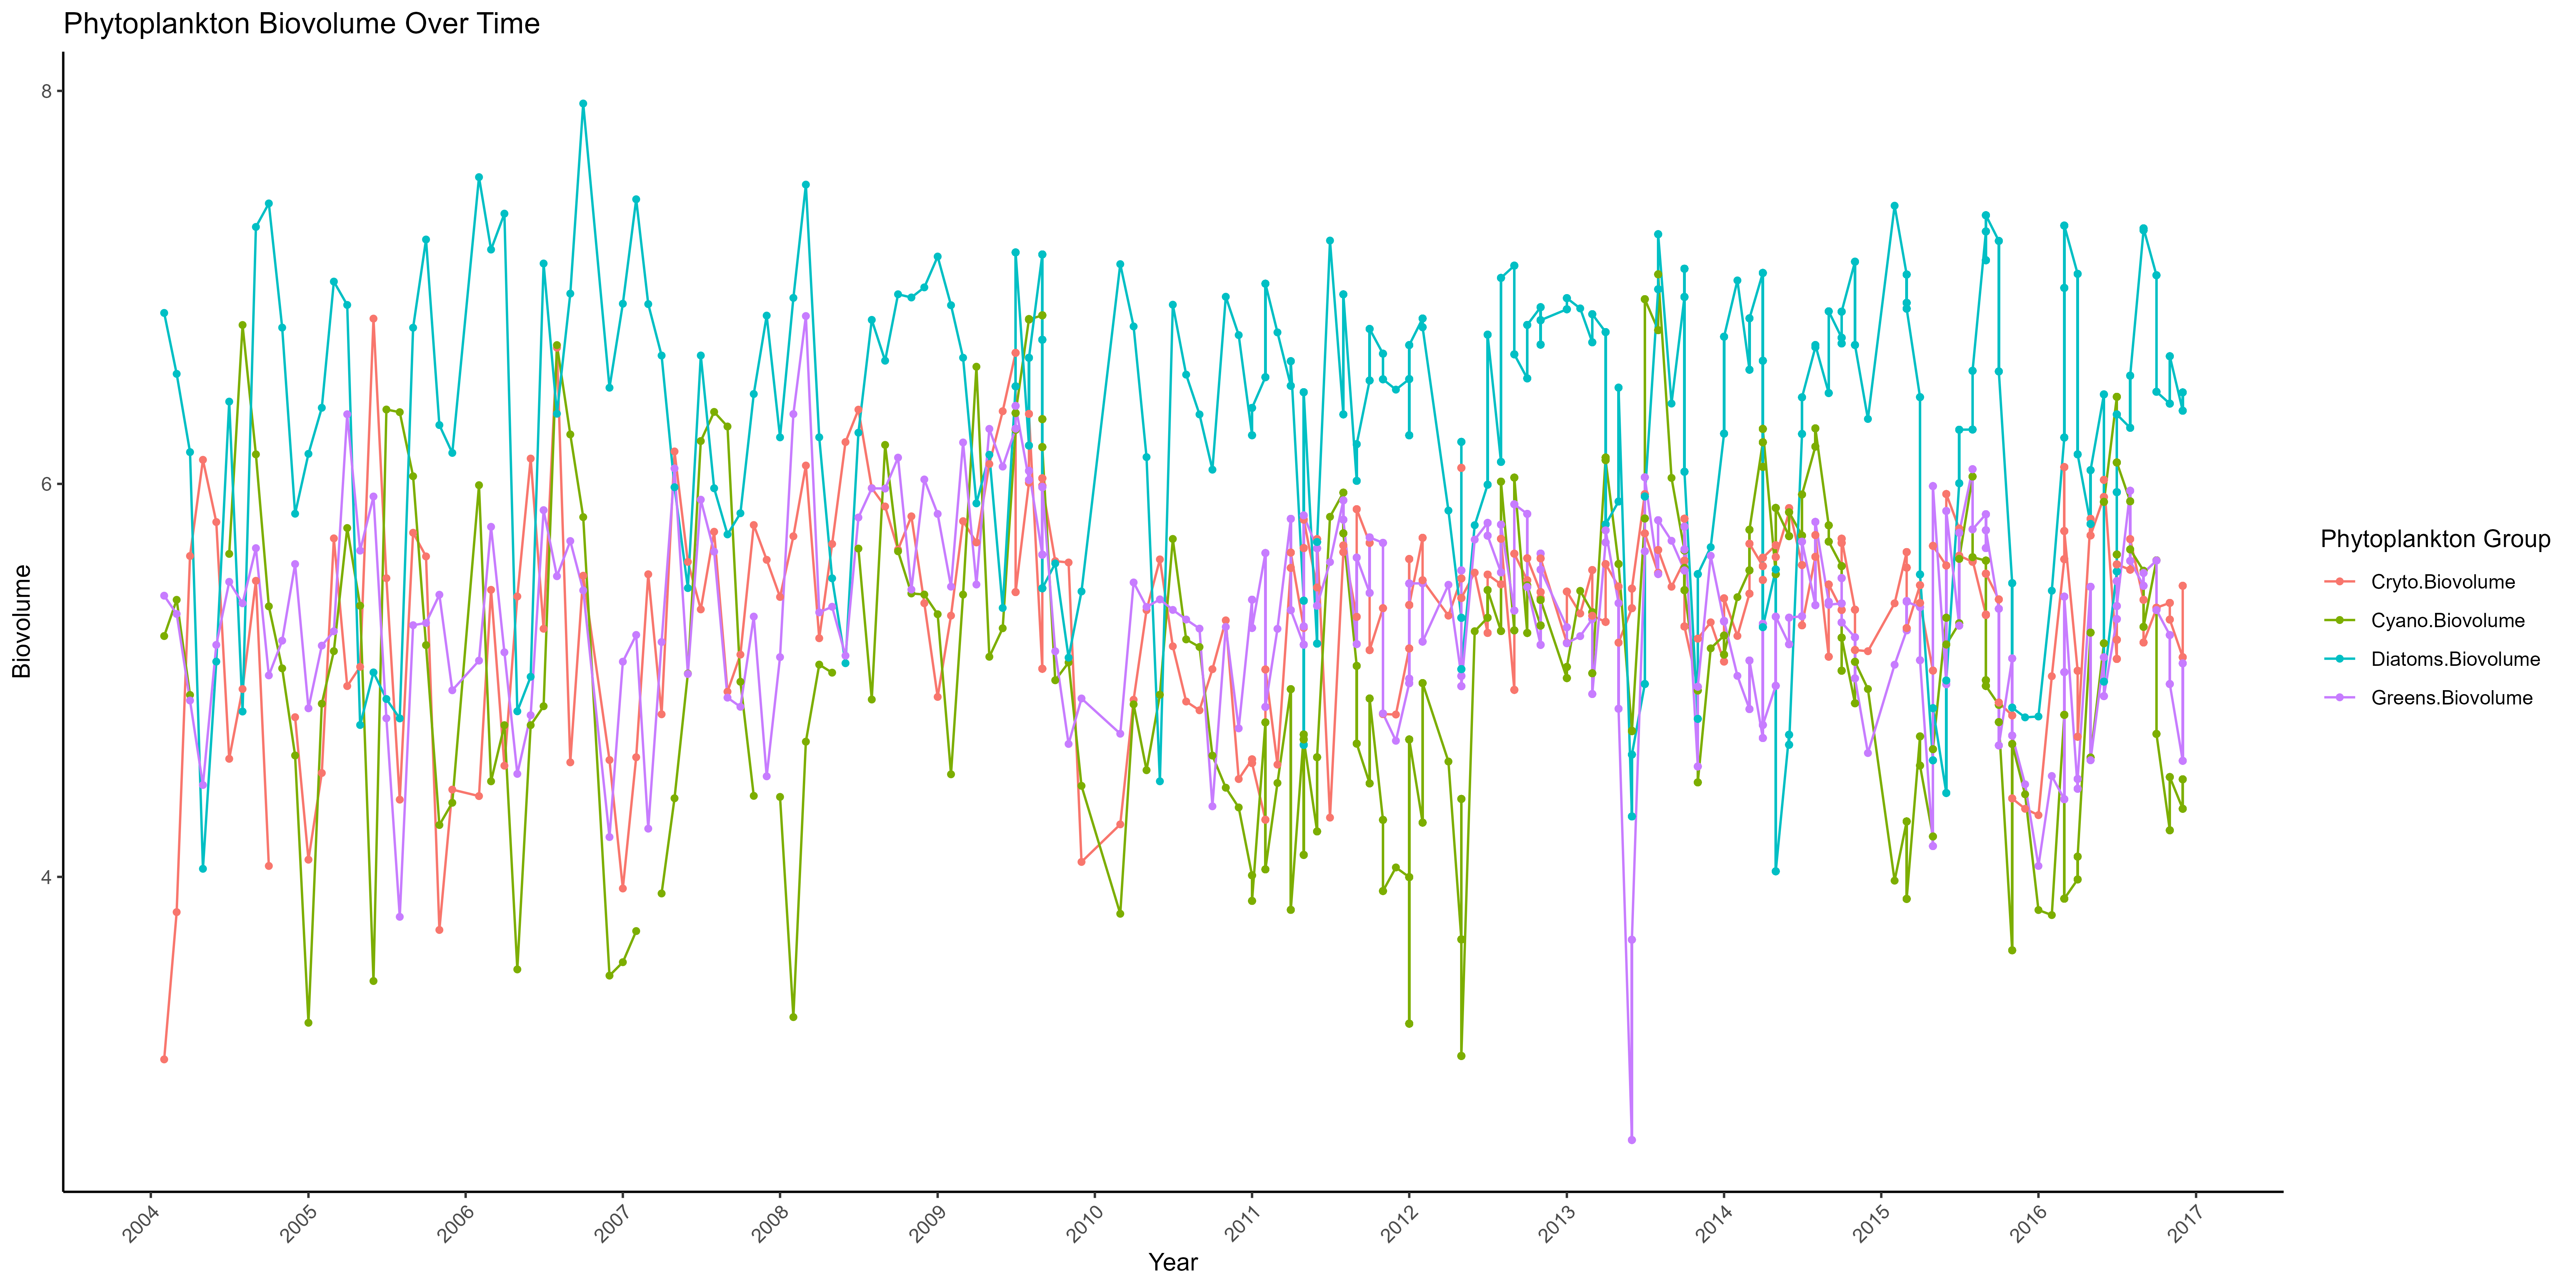 Phytoplankton Biovolume Over Time
8
6
4
Biovolume
2004
2005
2006
2007
2008
2009
2010
2011
2012
2013
2014
2015
2016
2017
Year
Phytoplankton Group
Cryto.Biovolume
Cyano.Biovolume
Diatoms.Biovolume
Greens.Biovolume